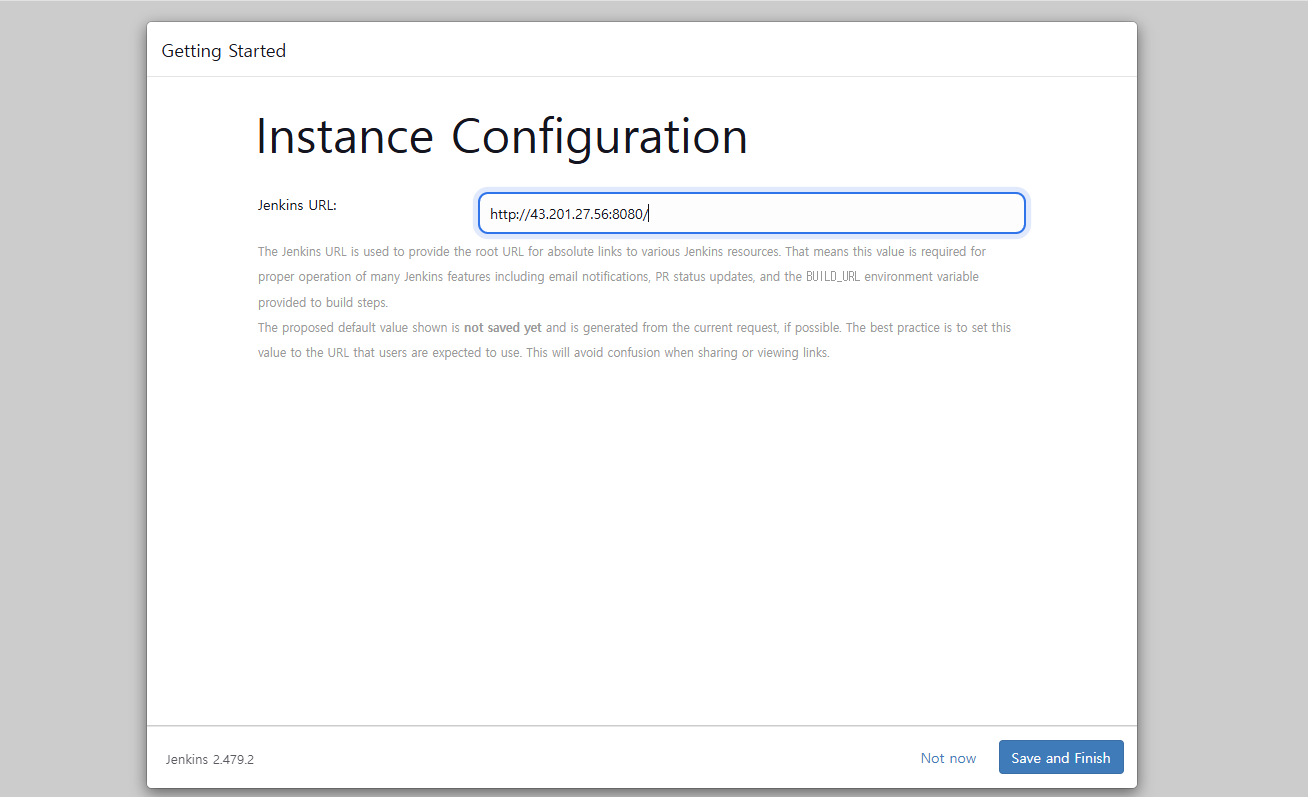 Getting Started
Instance Configuration
Jenkins URL:
http://43.201.27.56:8080/
The Jenkins URL is used to provide the root URL for absolute links to various Jenkins resources. That means this value is required for
proper operation of many Jenkins features including email notifications, PR status updates, and the BUILD_URL environment variable
provided to build steps.
The proposed default value shown is not saved yet and is generated from the current request, if possible. The best practice is to set this
value to the URL that users are expected to use. This will avoid confusion when sharing or viewing links.
Jenkins 2.479.2
Not now
Save and Finish